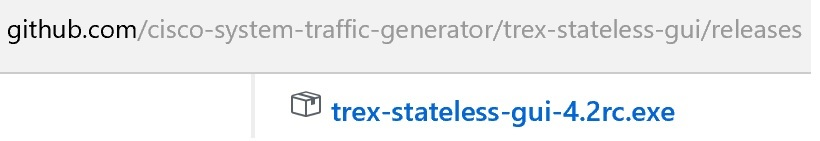 github.com/cisco-system-traffic-generator/trex-stateless-gui/releases
trex-stateless-gui-4.2rc.exe